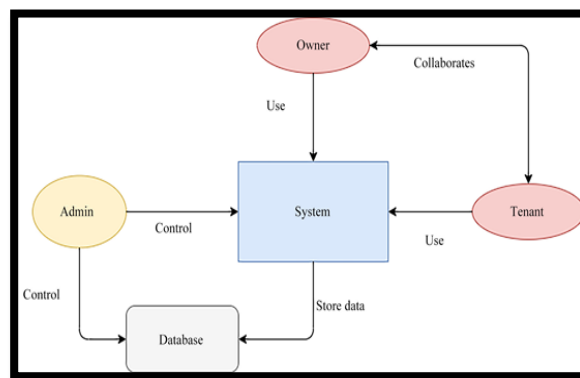 Owner
Collaborates
Use
Admin
System
Tenant
Control
Use
Control
Store data
Database